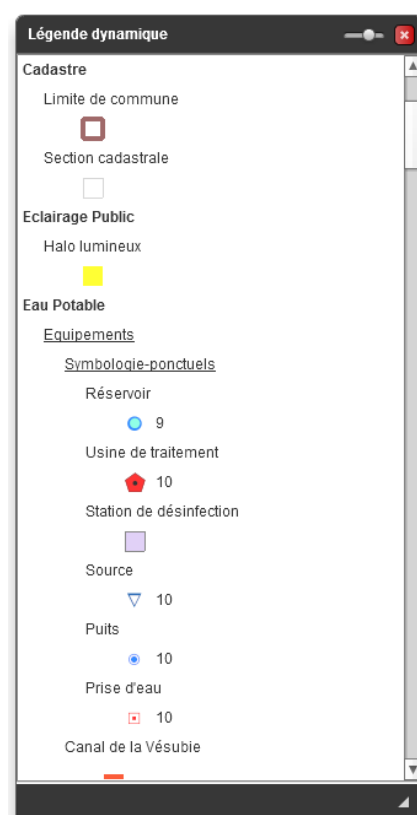 Légende dynamique
Cadastre
Limite de commune
Section cadastrale
Eclairage Public
Halo lumineux
Eau Potable
Equipements
Symbologie-ponctuels
Réservoir
9
Usine de traitement
10
Station de désinfection
Source
10
Puits
10
Prise d'eau
10
Canal de la Vésubie